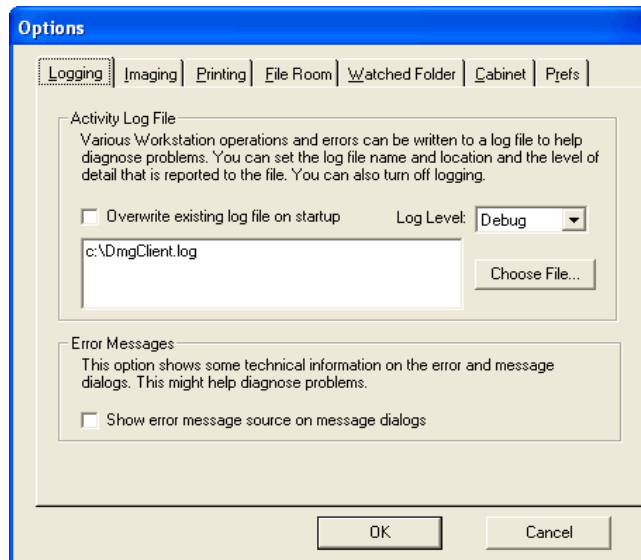 Options
Logging Imaging Printing File Room Watched Folder Cabinet Prefs
Activity Log File
Various Workstation operations and errors can be written to a log file to help
diagnose problems. You can set the log file name and location and the level of
detail that is reported to the file. You can also turn off logging.
Overwrite existing log file on startup Log Level: Debug
c:\DmgClient.log
Choose File...
Error Messages
This option shows some technical information on the error and message
dialogs. This might help diagnose problems.
Show error message source on message dialogs
OK Cancel